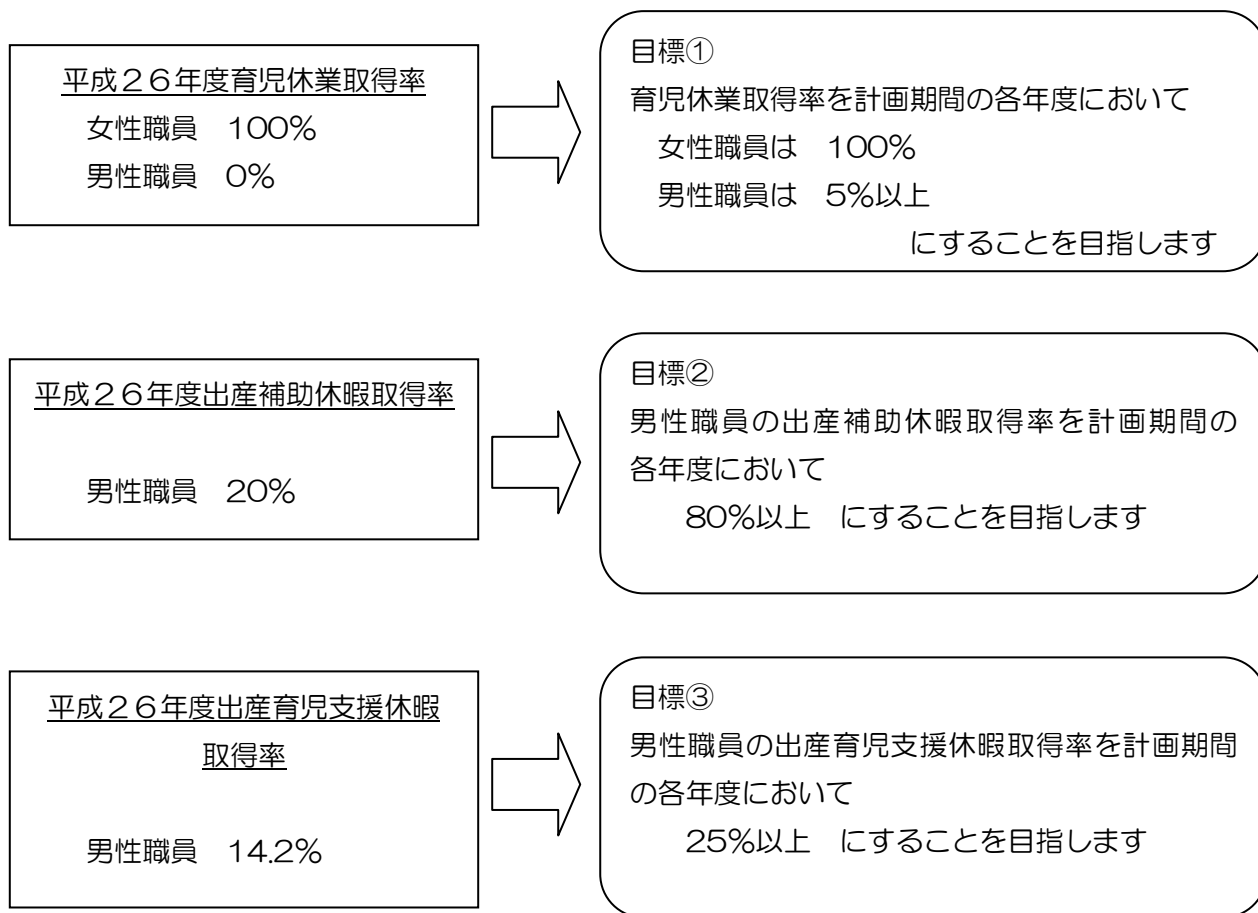 平成２６年度育児休業取得率
女性職員　100%
男性職員　0%
目標①
育児休業取得率を計画期間の各年度において
女性職員は　100%
男性職員は　5%以上
にすることを目指します
平成２６年度出産補助休暇取得率
男性職員　20%
目標②
男性職員の出産補助休暇取得率を計画期間の
各年度において
80%以上　にすることを目指します
平成２６年度出産育児支援休暇
取得率
男性職員　14.2%
目標③
男性職員の出産育児支援休暇取得率を計画期間
の各年度において
25%以上　にすることを目指します